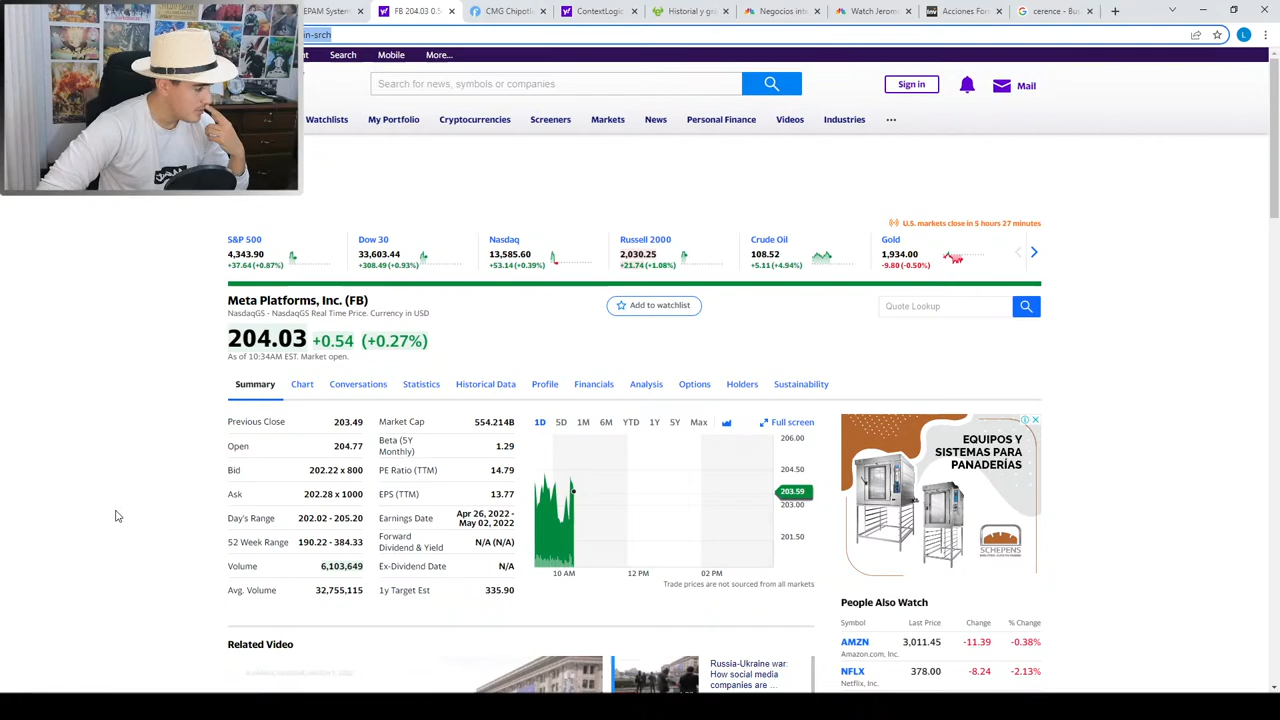 EPAM System
FB 204.03 0.5
CMG Chipotl
ContextLogic
Historial y g
Negocios int
Watch Jerom
Acciones For
cerence - Bu
in-srch
Search Mobile More...
Search for news, symbols or companies
Sign in
Mail
Watchlists My Portfolio Cryptocurrencies Screeners Markets News Personal Finance Videos Industries ...
U.S. markets close in 5 hours 27 minutes
S&P 500
4,343.90
+37.64 (+0.87%)
Dow 30
33,603.44
+308.49 (+0.93%)
Nasdaq
13,585.60
+53.14 (+0.39%)
Russell 2000
2,030.25
+21.74 (+1.08%)
Crude Oil
108.52
+5.11 (+4.94%)
Gold
1,934.00
-9.80 (-0.50%)
Meta Platforms, Inc. (FB)
NasdaqGS - NasdaqGS Real Time Price. Currency in USD
Add to watchlist
Quote Lookup
204.03 +0.54 (+0.27%)
As of 10:34AM EST. Market open.
Summary Chart Conversations Statistics Historical Data Profile Financials Analysis Options Holders Sustainability
Previous Close 203.49
Open 204.77
Bid 202.22 x 800
Ask 202.28 x 1000
Day's Range 202.02 - 205.20
52 Week Range 190.22 - 384.33
Volume 6,103,649
Avg. Volume 32,755,115
Market Cap 554.214B
Beta (5Y
Monthly) 1.29
PE Ratio (TTM) 14.79
EPS (TTM) 13.77
Earnings Date Apr 26, 2022 -
May 02, 2022
Forward
Dividend & Yield N/A (N/A)
Ex-Dividend Date N/A
1y Target Est 335.90
1D 5D 1M 6M YTD 1Y 5Y Max
Full screen
206.00
204.50
203.59
203.00
201.50
10 AM 12 PM 02 PM
Trade prices are not sourced from all markets
EQUIPOS Y
SISTEMAS PARA
PANADERÍAS
SCHEPENS
People Also Watch
Symbol Last Price Change % Change
AMZN 3,011.45 -11.39 -0.38%
Amazon.com, Inc.
NFLX 378.00 -8.24 -2.13%
Netflix, Inc.
Related Video
Russia-Ukraine war:
How social media
companies are ...